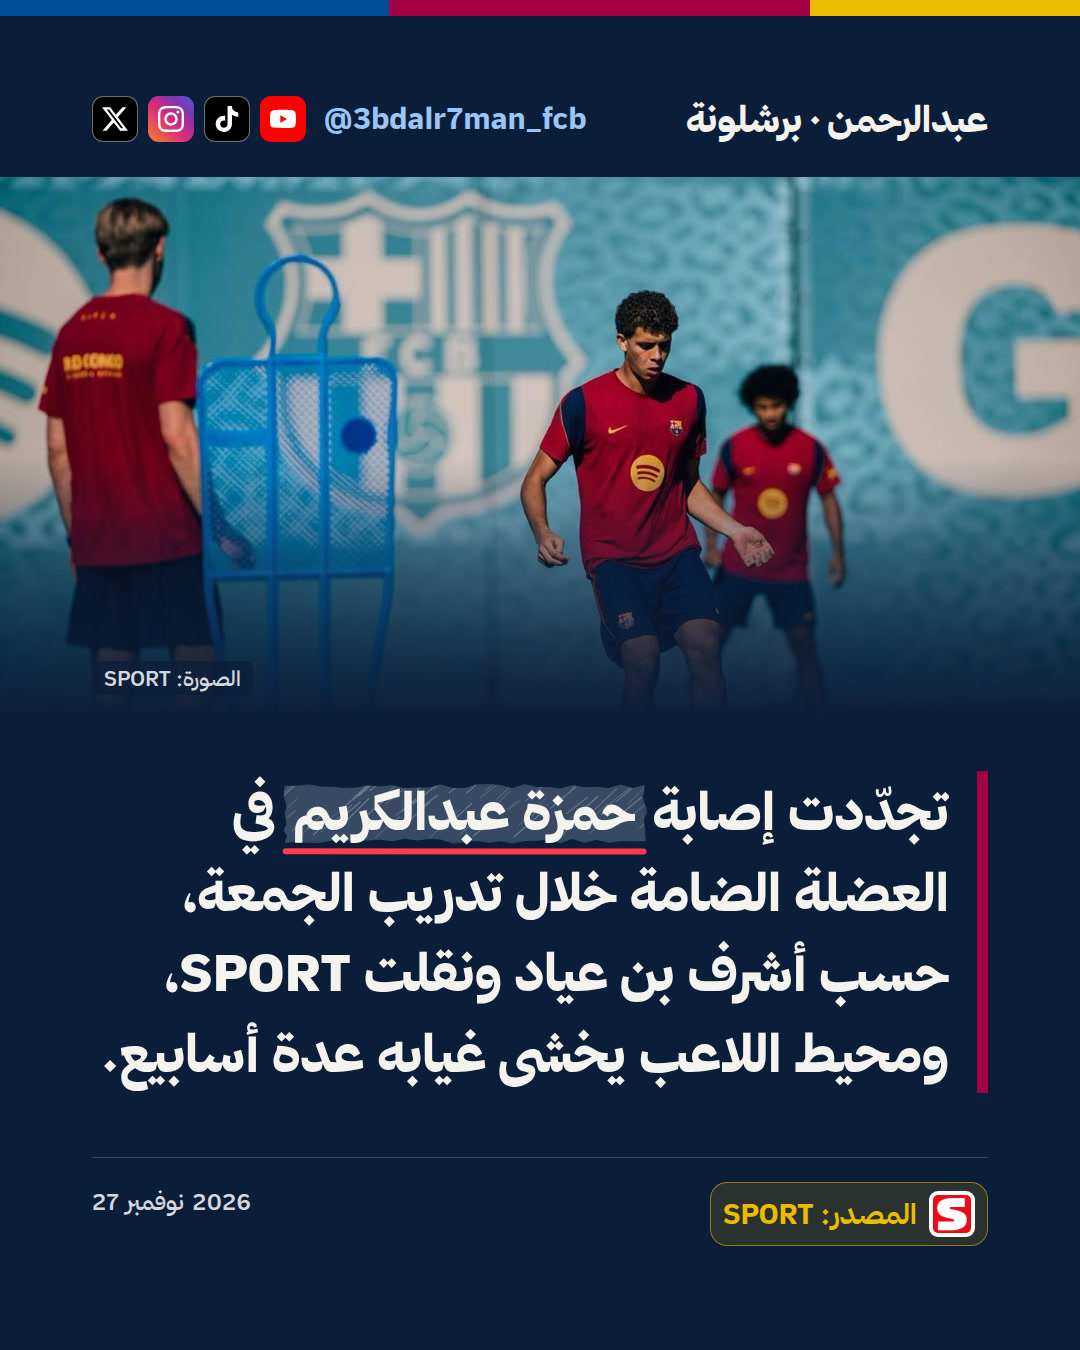 عبدالرحمن · برشلونة
@3bdalr7man_fcb
FCB
G
الصورة: SPORT
تجدّدت إصابة حمزة عبدالكريم في
العضلة الضامة خلال تدريب الجمعة،
حسب أشرف بن عياد ونقلت SPORT،
ومحيط اللاعب يخشى غيابه عدة أسابيع.
المصدر: SPORT
27 نوفمبر 2026